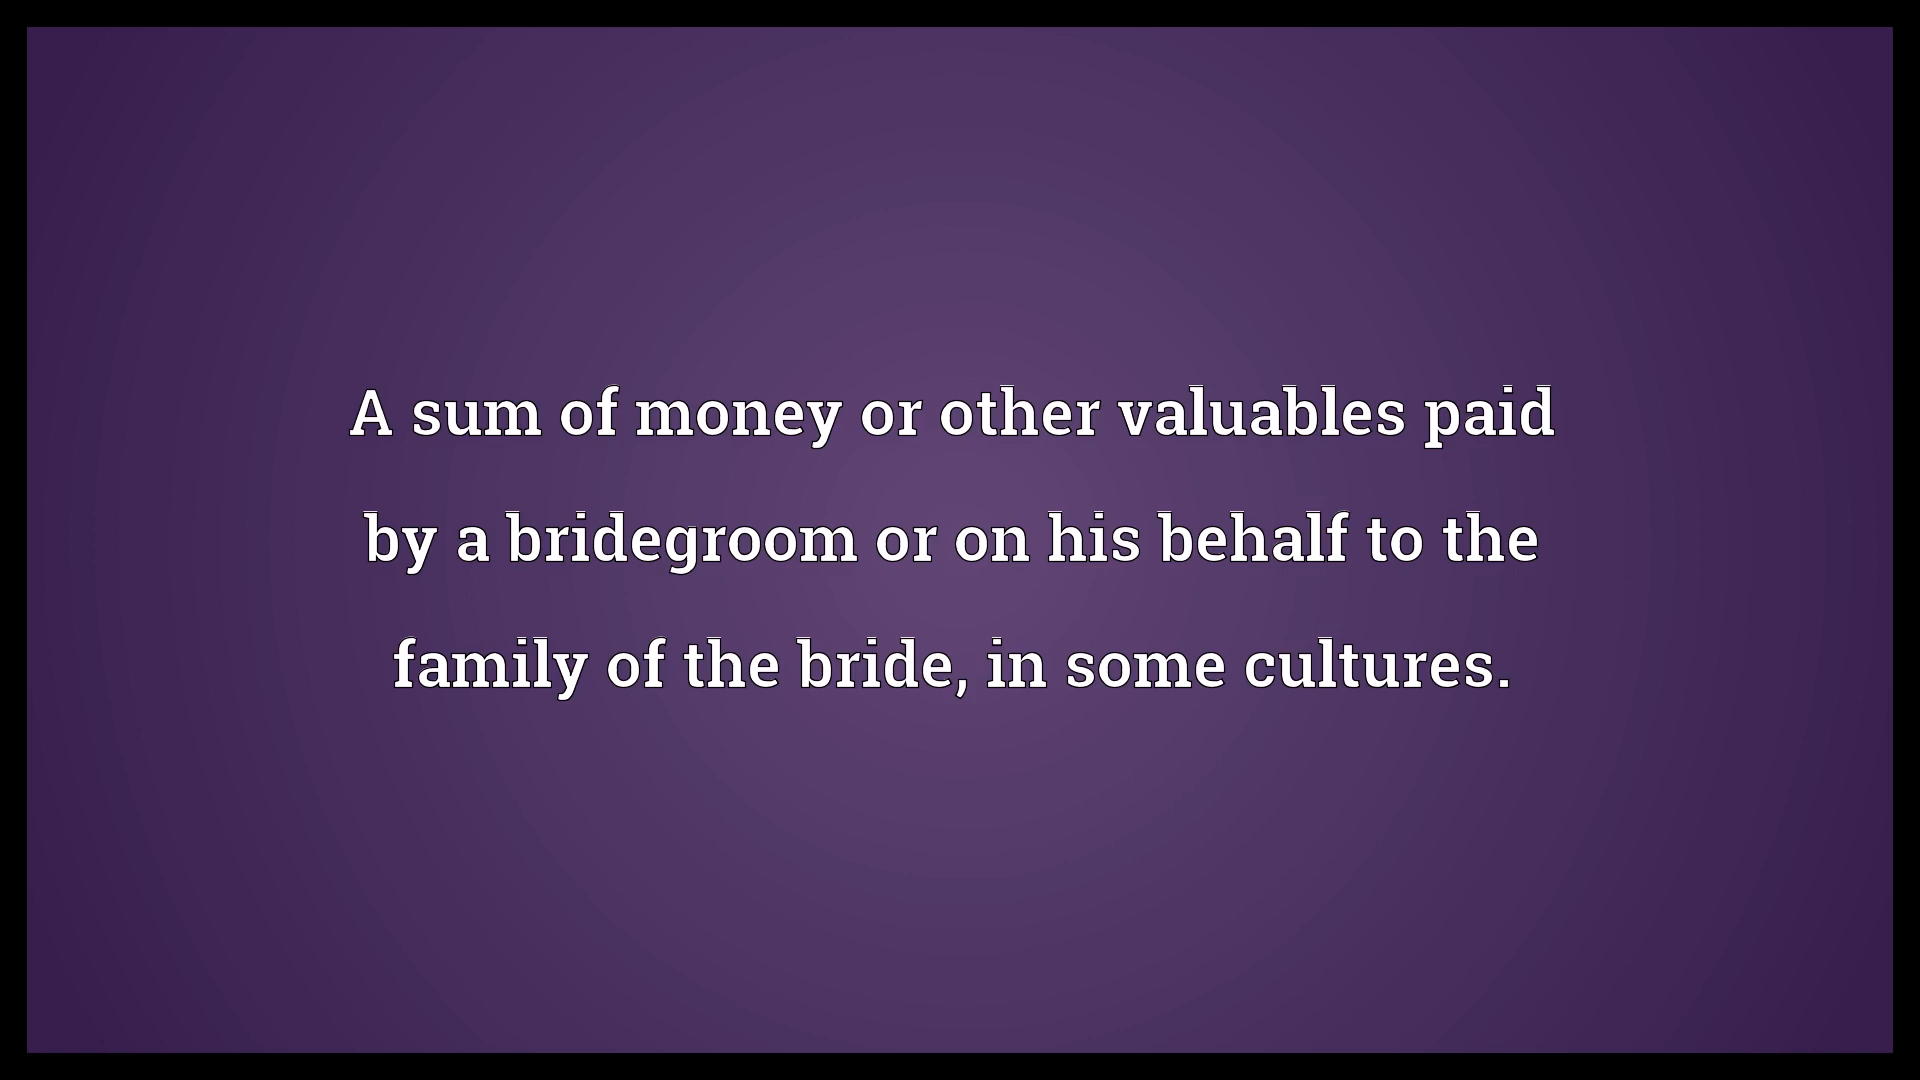 A sum of money or other valuables paid
by a bridegroom or on his behalf to the
family of the bride, in some cultures.